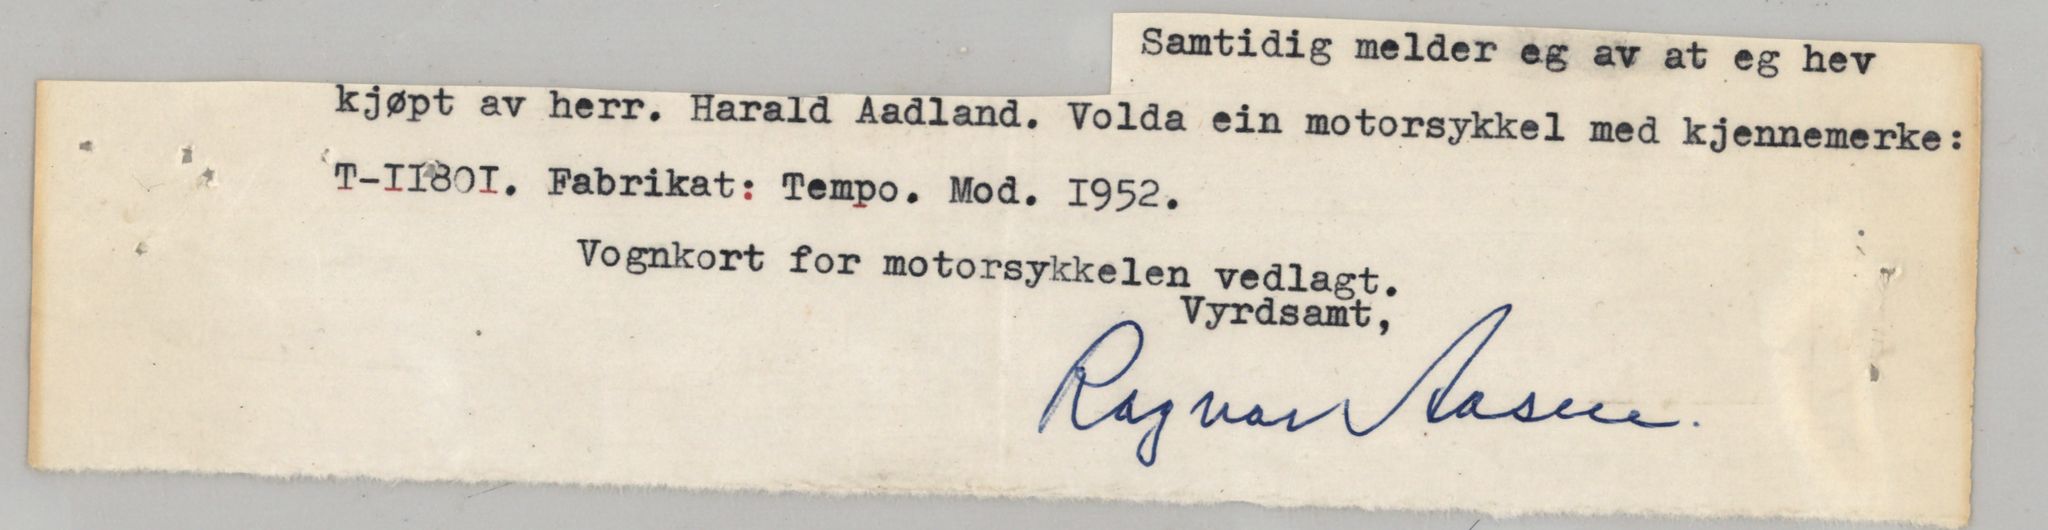 Samtidig melder eg av at eg hev
kjøpt av herr. Harald Aadland. Volda ein motorsykkel med kjennemerke:
T-II80I. Fabrikat: Tempo. Mod. I952.
Vognkort for motorsykkelen vedlagt.
Vyrdsamt,
Ragnar Aasen.